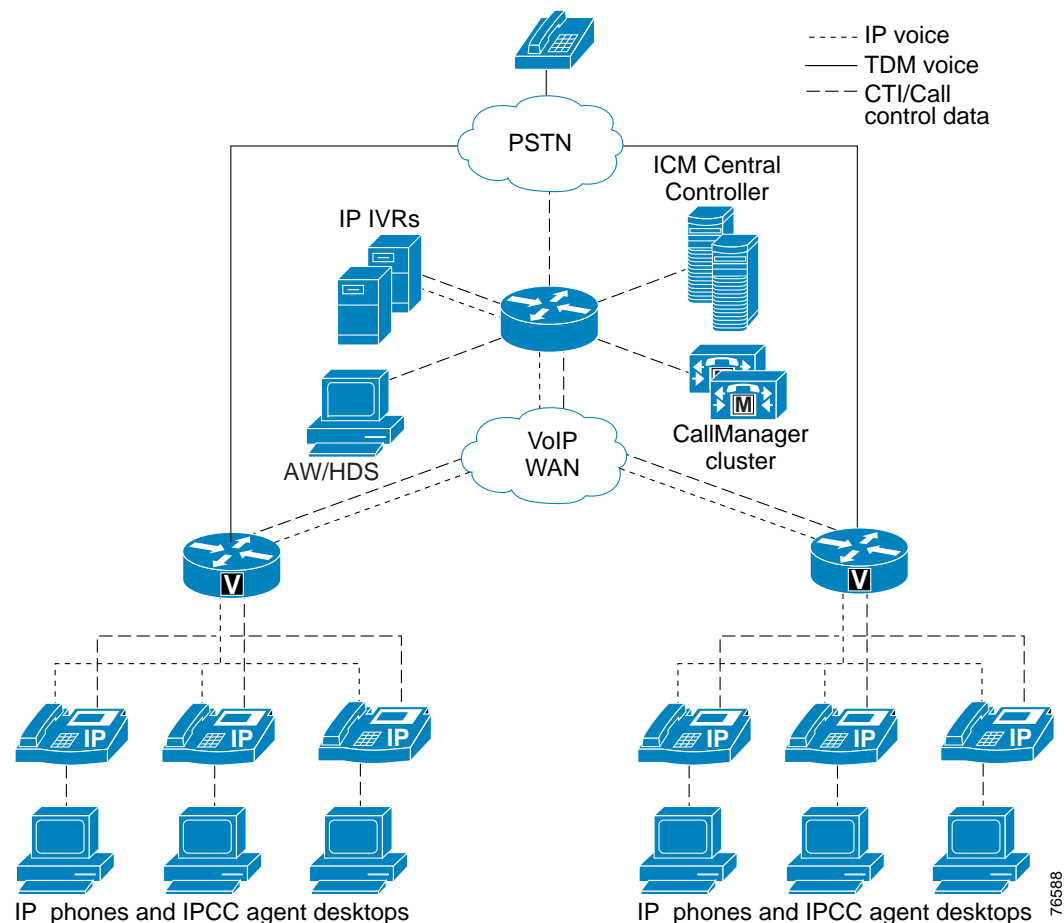 IP voice
TDM voice
CTI/Call
control data
PSTN
ICM Central
Controller
IP IVRs
M
CallManager
cluster
AW/HDS
VoIP
WAN
V
V
IP
IP
IP
IP
IP
IP
IP phones and IPCC agent desktops
IP phones and IPCC agent desktops
76588